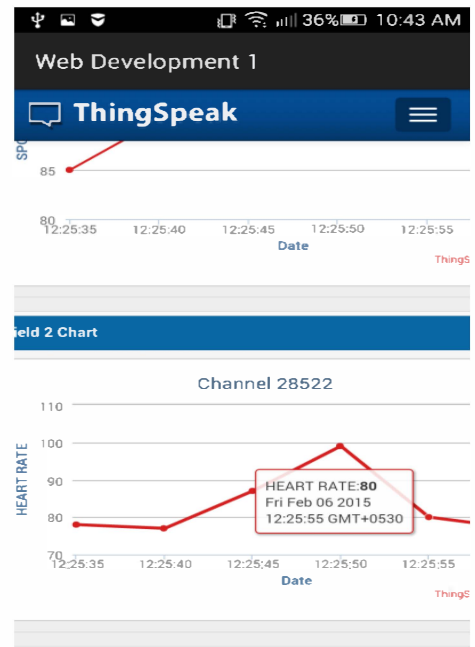 36% 10:43 AM
Web Development 1
ThingSpeak
85
80
12:25:35 12:25:40 12:25:45 12:25:50 12:25:55
Date
ield 2 Chart
Channel 28522
HEART RATE
110
100
90
80
70
HEART RATE:80
Fri Feb 06 2015
12:25:55 GMT+0530
12:25:35 12:25:40 12:25:45 12:25:50 12:25:55
Date